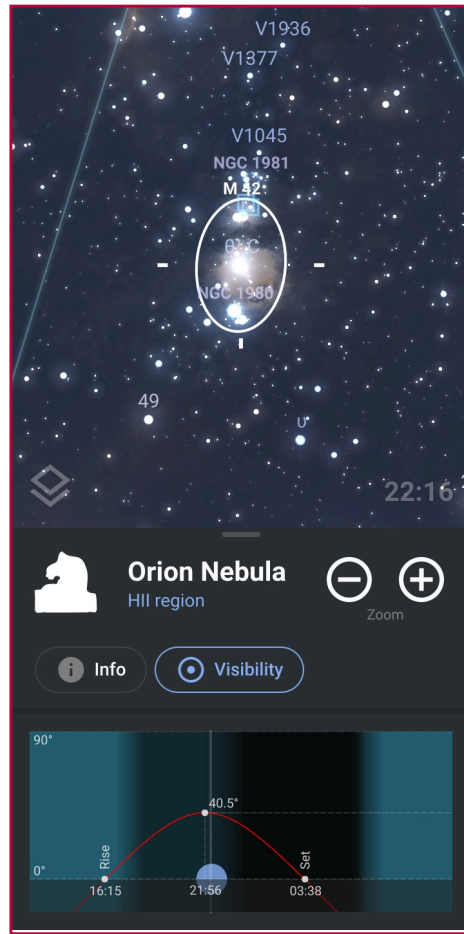 V1936
V1377
V1045
NGC 1981
M 42
θ¹ C
NGC 1980
49
υ
22:16
Orion Nebula
HII region
Zoom
Info
Visibility
90°
40.5°
0°
Rise
Set
16:15
21:56
03:38